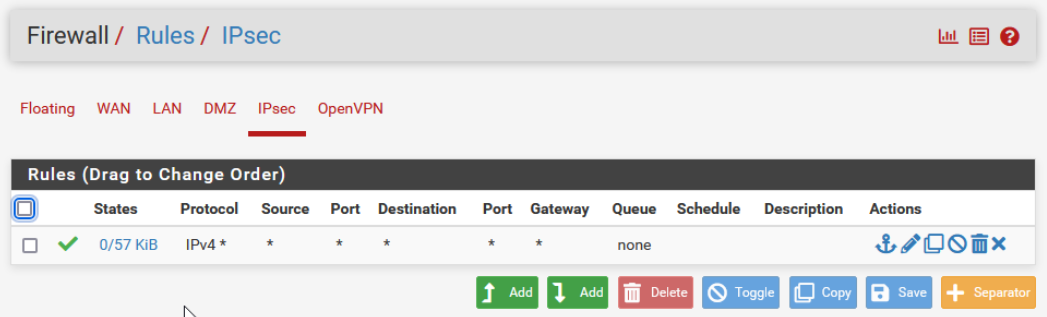 Firewall / Rules / IPsec
Floating WAN LAN DMZ IPsec OpenVPN
Rules (Drag to Change Order)
States Protocol Source Port Destination Port Gateway Queue Schedule Description Actions
0/57 KiB IPv4 * * * * * * none
Add Add Delete Toggle Copy Save Separator